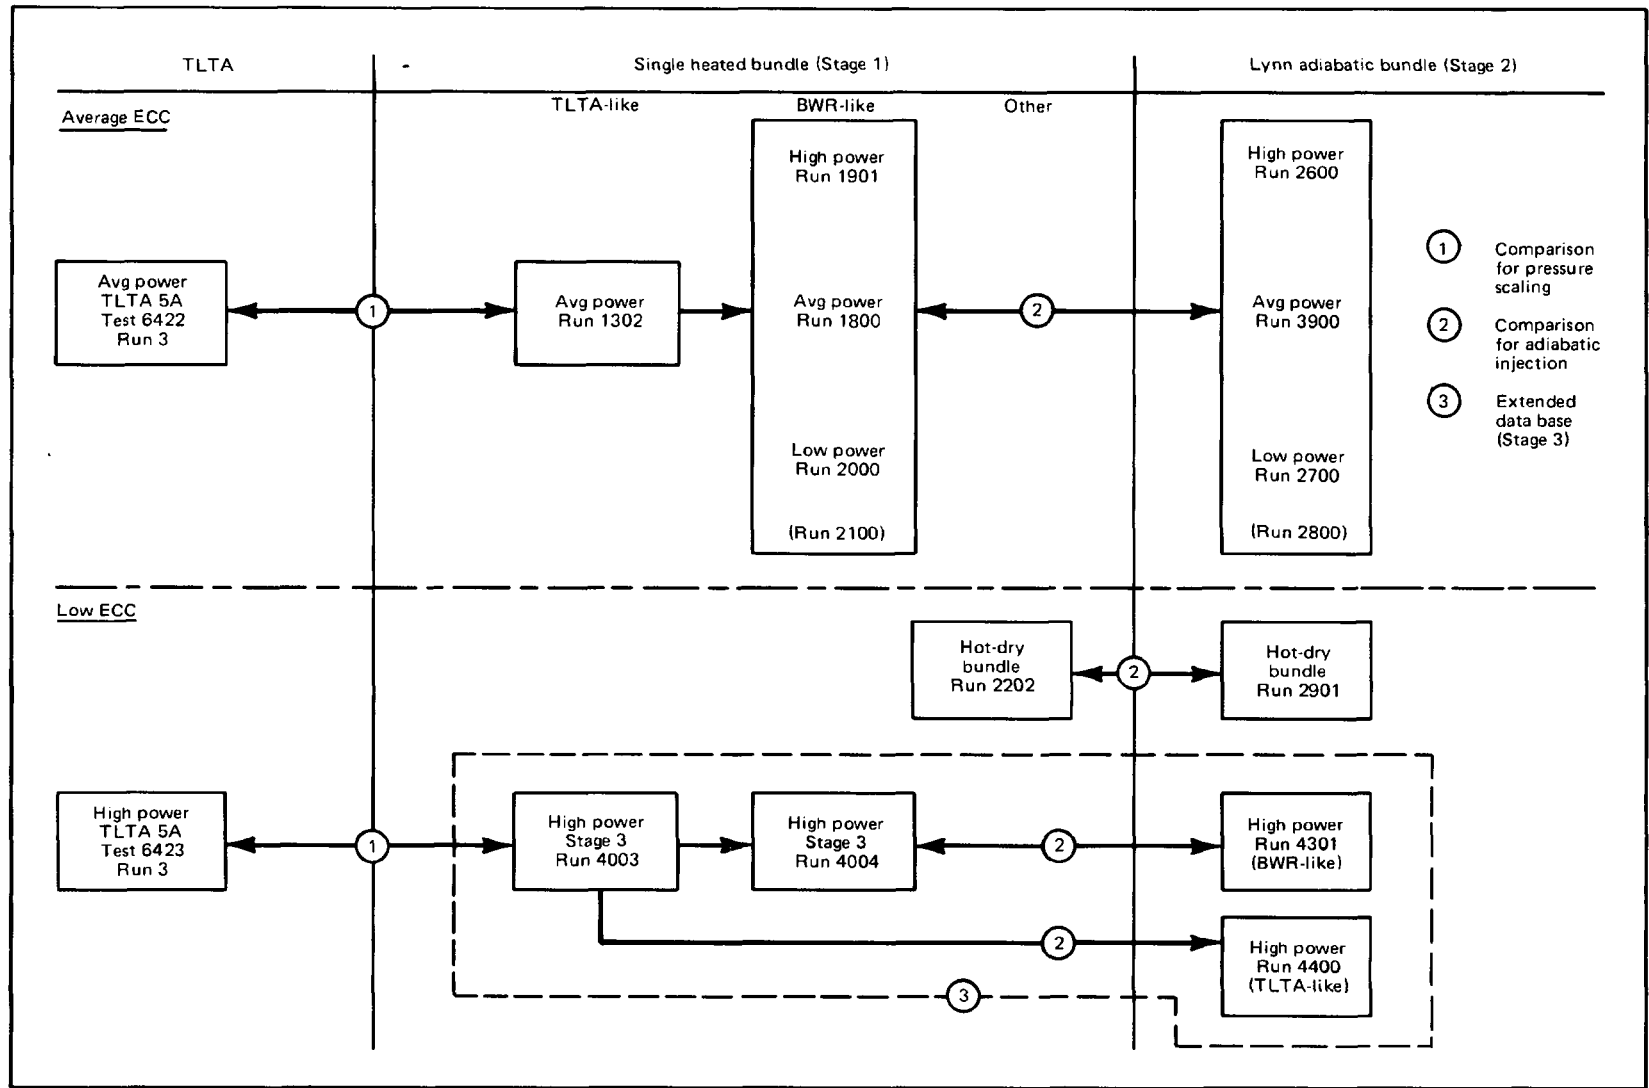 TLTA
Single heated bundle (Stage 1)
Lynn adiabatic bundle (Stage 2)
TLTA-like
BWR-like
Other
Average ECC
High power
Run 1901
High power
Run 2600
Avg power
TLTA 5A
Test 6422
Run 3
1
Avg power
Run 1302
Avg power
Run 1800
2
Avg power
Run 3900
Low power
Run 2000
(Run 2100)
Low power
Run 2700
(Run 2800)
1
Comparison
for pressure
scaling
2
Comparison
for adiabatic
injection
3
Extended
data base
(Stage 3)
Low ECC
Hot-dry
bundle
Run 2202
2
Hot-dry
bundle
Run 2901
High power
TLTA 5A
Test 6423
Run 3
1
High power
Stage 3
Run 4003
High power
Stage 3
Run 4004
2
High power
Run 4301
(BWR-like)
2
High power
Run 4400
(TLTA-like)
3